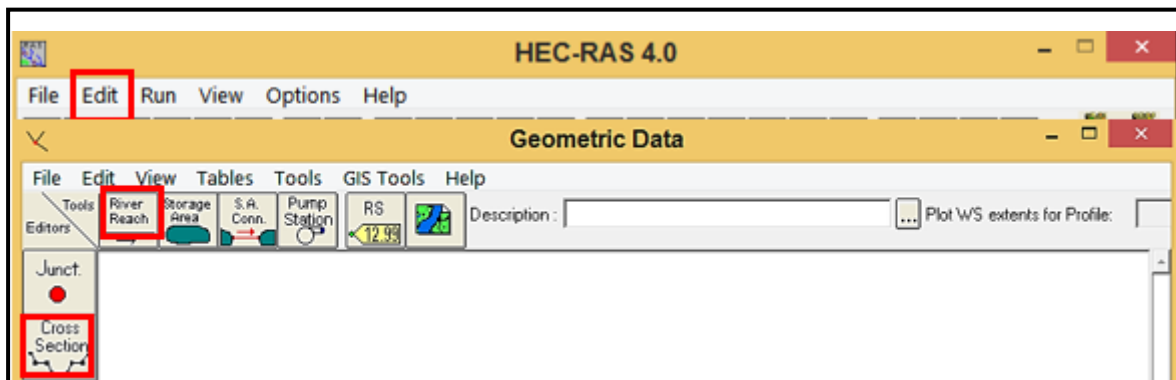 HEC-RAS 4.0
File Edit Run View Options Help
Geometric Data
File Edit View Tables Tools GIS Tools Help
Tools
Editors
River
Reach
Storage
Area
S.A.
Conn.
Pump
Station
RS
12.99
Description :
...
Plot WS extents for Profile:
Junct.
Cross
Section